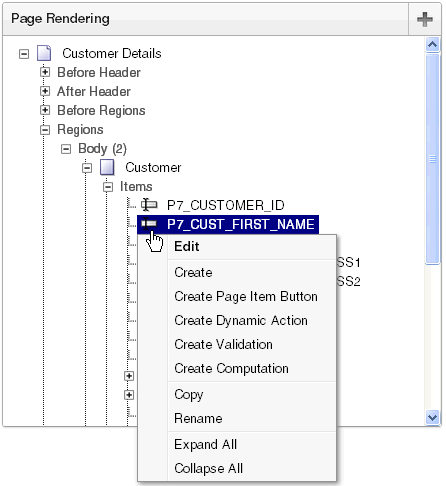 Page Rendering
Customer Details
Before Header
After Header
Before Regions
Regions
Body (2)
Customer
Items
P7_CUSTOMER_ID
P7_CUST_FIRST_NAME
Edit
SS1
Create
SS2
Create Page Item Button
Create Dynamic Action
Create Validation
Create Computation
Copy
Rename
Expand All
Collapse All